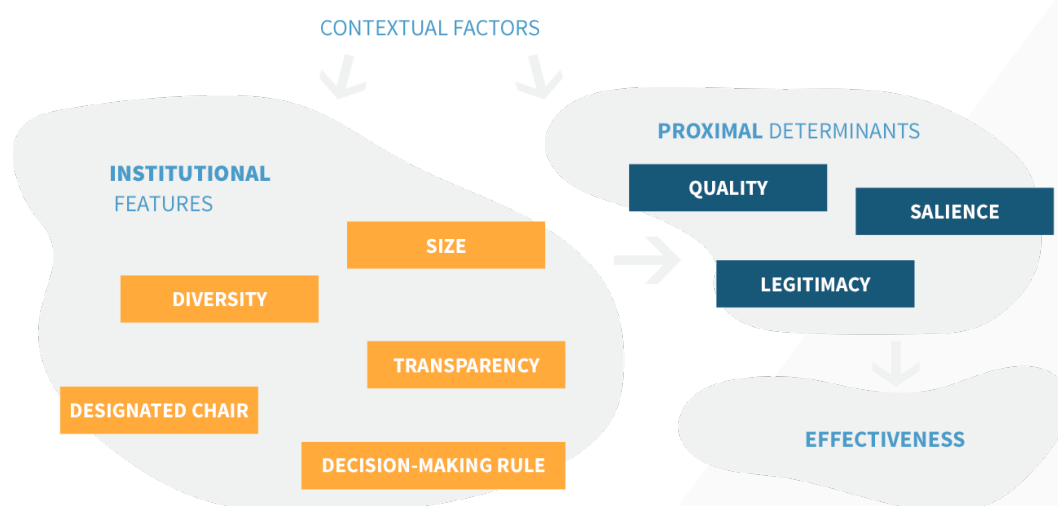 CONTEXTUAL FACTORS
INSTITUTIONAL
FEATURES
SIZE
DIVERSITY
TRANSPARENCY
DESIGNATED CHAIR
DECISION-MAKING RULE
PROXIMAL DETERMINANTS
QUALITY
SALIENCE
LEGITIMACY
EFFECTIVENESS